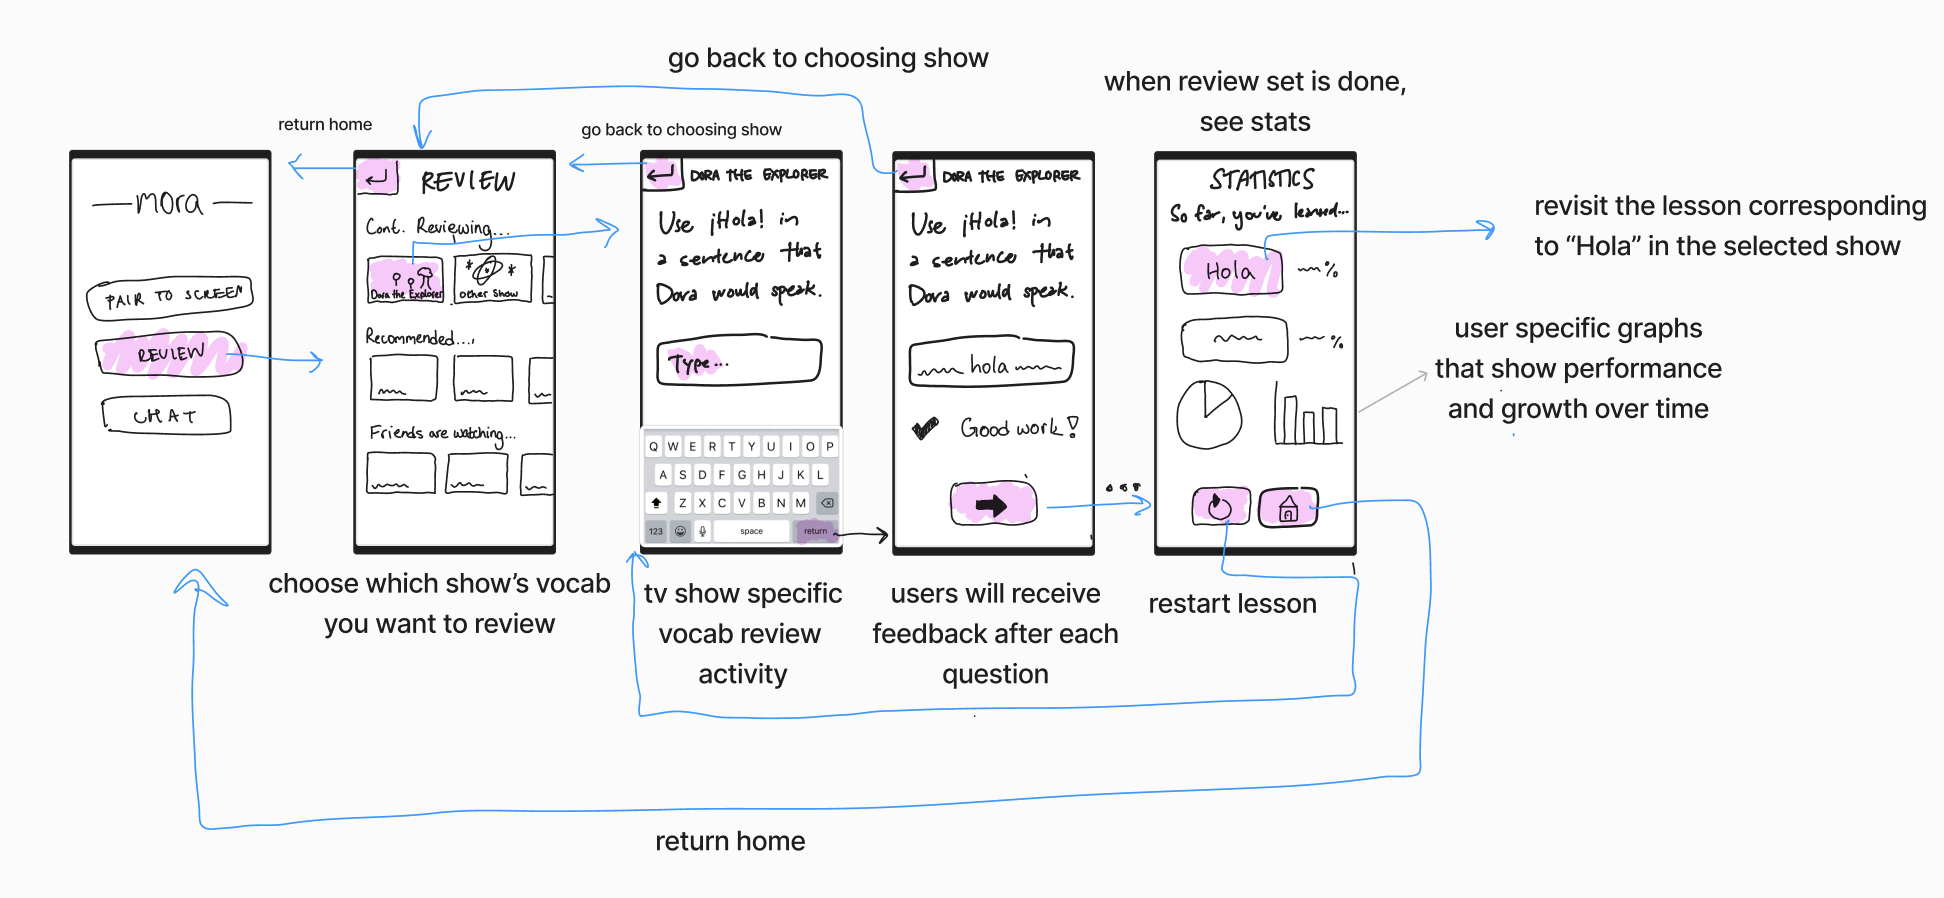 go back to choosing show
when review set is done,
see stats
return home
go back to choosing show
mora
PAIR TO SCREEN
REVIEW
CHAT
REVIEW
Cont. Reviewing...
Dora the Explorer
Other Show
Recommended....
Friends are watching...
choose which show's vocab
you want to review
DORA THE EXPLORER
Use ¡Hola! in
a sentence that
Dora would speak.
Type...
Q W E R T Y U I O P
A S D F G H J K L
Z X C V B N M
123 space return
tv show specific
vocab review
activity
DORA THE EXPLORER
Use ¡Hola! in
a sentence that
Dora would speak.
hola
Good work!
users will receive
feedback after each
question
STATISTICS
So far, you've learned...
Hola %
%
restart lesson
revisit the lesson corresponding
to “Hola” in the selected show
user specific graphs
that show performance
and growth over time
return home